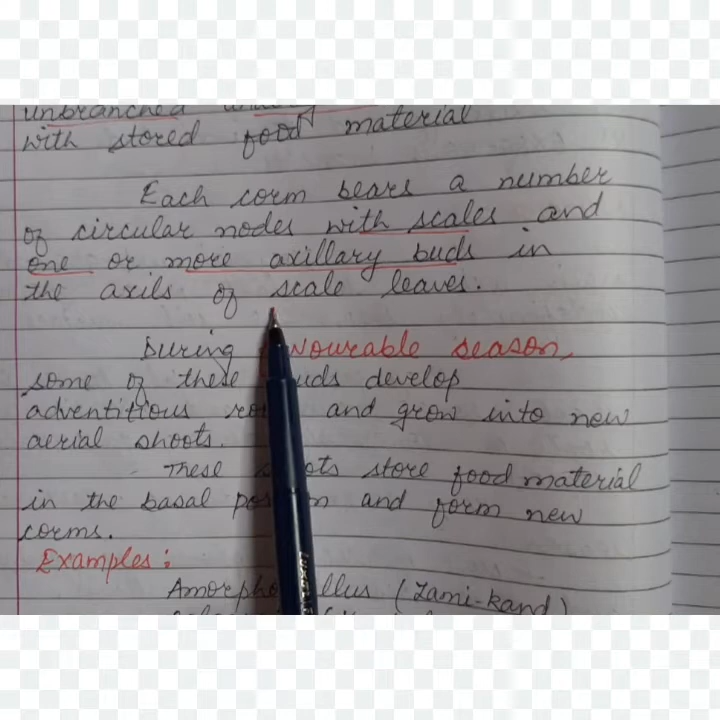 unbranched
with stored food material
Each corm bears a number
of circular nodes with scales and
one or more axillary buds in
the axils of scale leaves.
During season,
some of these develop
adventitious and grow into new
aerial shoots.
These store food material
in the basal and form new
corms.
Examples:
(Zami-kand)